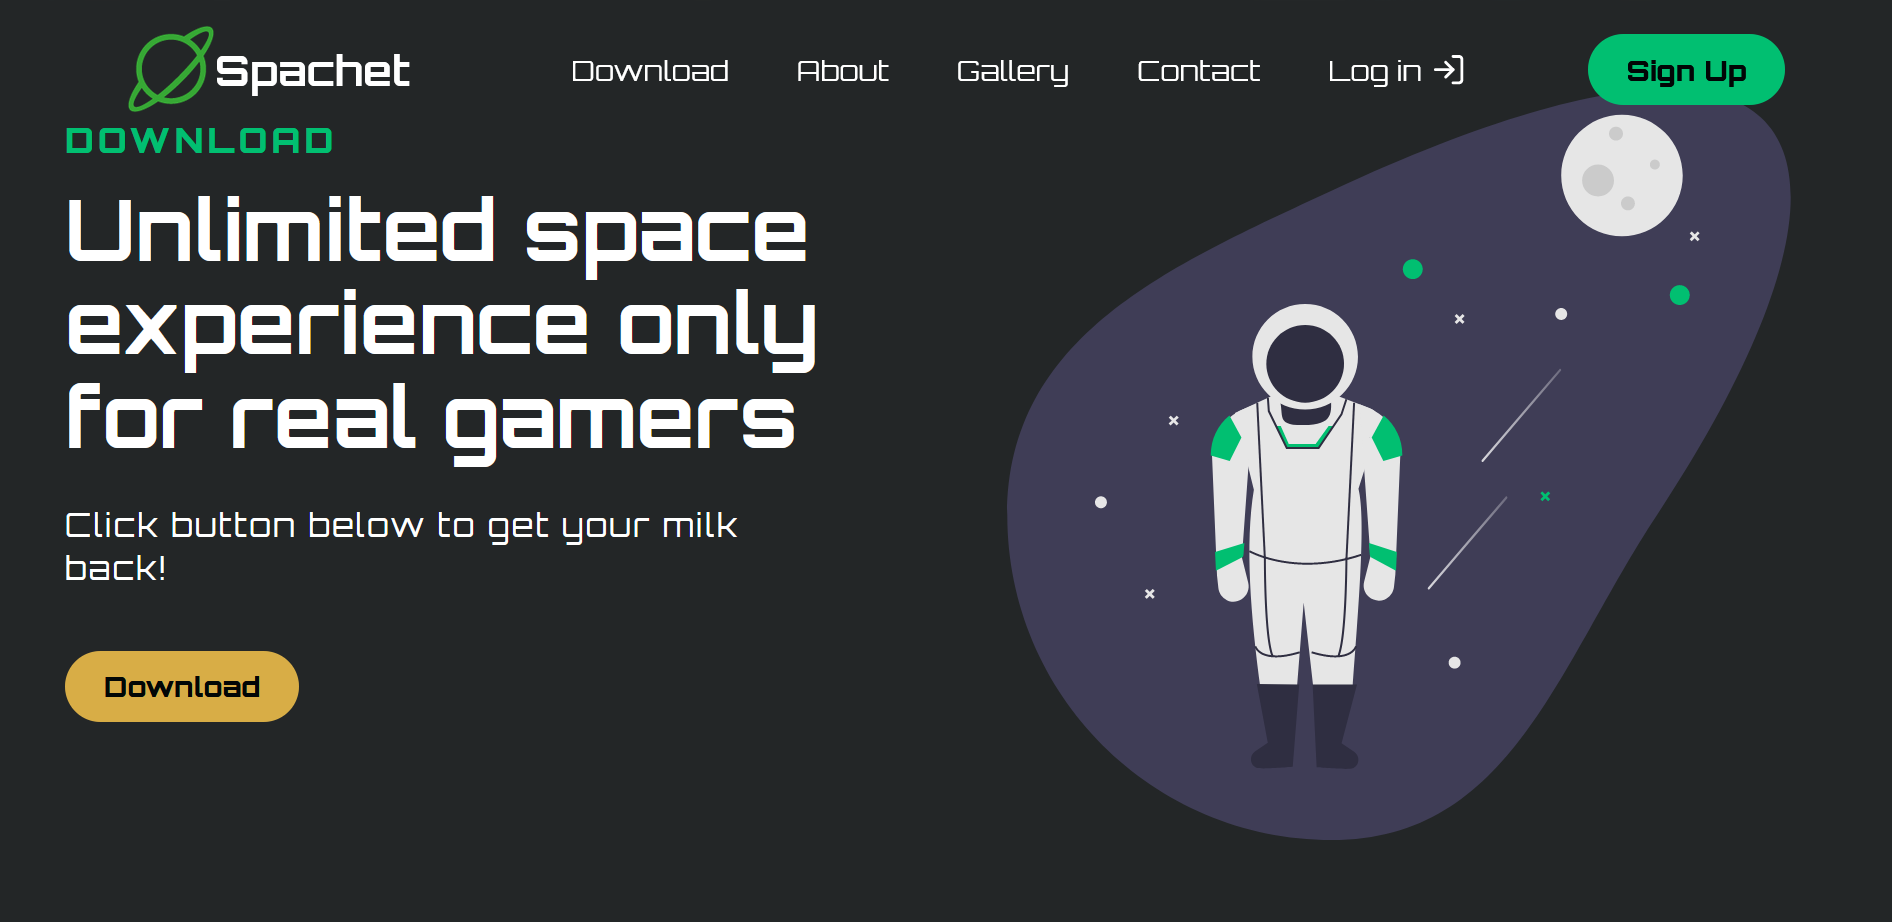 Spachet
Download
About
Gallery
Contact
Log in
Sign Up
DOWNLOAD
Unlimited space
experience only
for real gamers
Click button below to get your milk
back!
Download